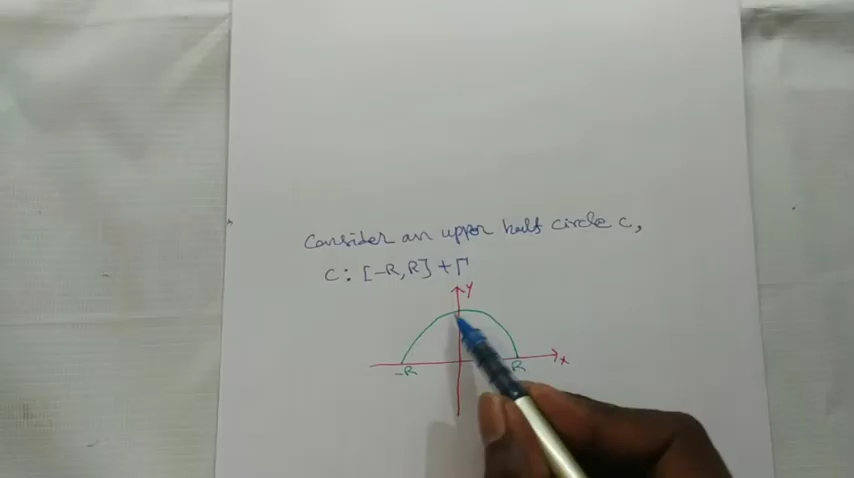 Consider an upper half circle C,
C: [-R, R] + Γ
y
x
-R
R